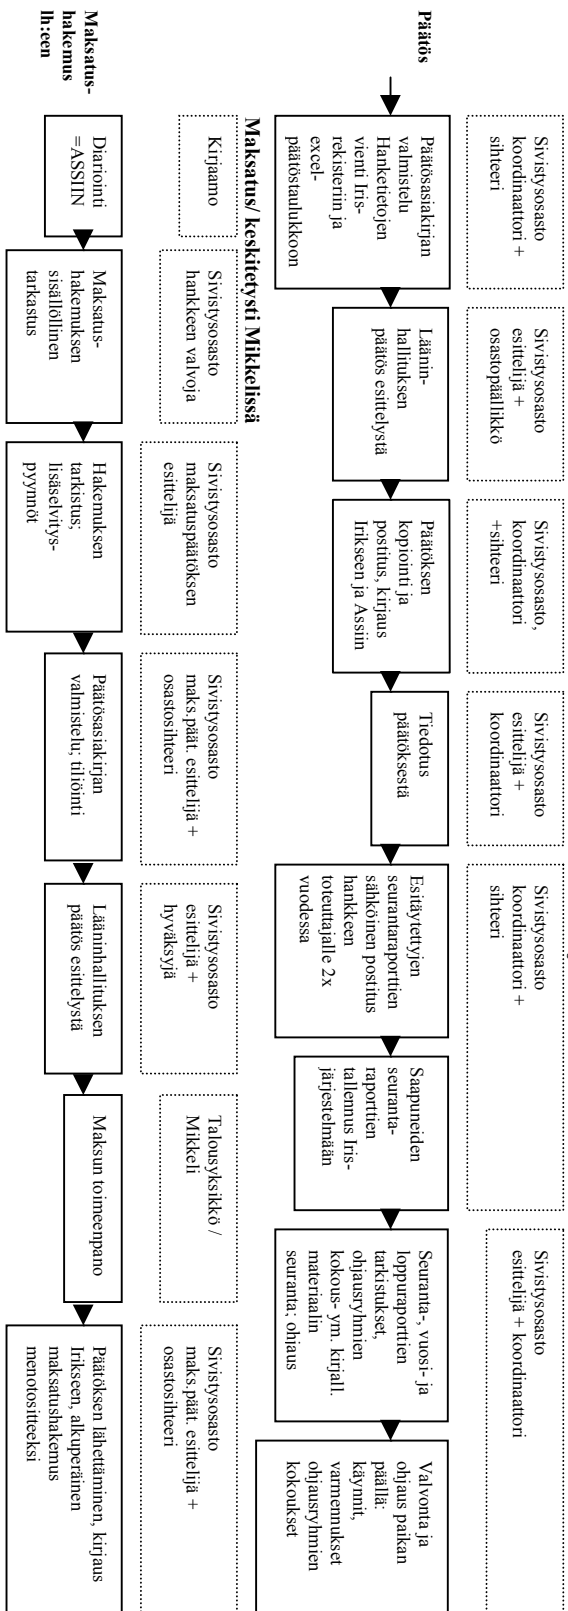 Päätös
Sivistysosasto
koordinaattori +
sihteeri
Sivistysosasto
esittelijä +
osastopäällikkö
Sivistysosasto,
koordinaattori
+sihteeri
Sivistysosasto
esittelijä +
koordinaattori
Sivistysosasto
koordinaattori +
sihteeri
Sivistysosasto
esittelijä + koordinaattori
Päätösasiakirjan
valmistelu
Hanketietojen
vienti Iris-
rekisteriin ja
excel-
päätöstaulukkoon
Läänin-
hallituksen
päätös esittelystä
Päätöksen
kopiointi ja
postitus, kirjaus
Irikseen ja Assiin
Tiedotus
päätöksestä
Esitäytettyjen
seurantaraporttien
sähköinen postitus
hankkeen
toteuttajalle 2x
vuodessa
Saapuneiden
seuranta-
raporttien
tallennus Iris-
järjestelmään
Seuranta-, vuosi- ja
loppuraporttien
tarkistukset,
ohjausryhmien
kokous- ym. kirjall.
materiaalin
seuranta; ohjaus
Valvonta ja
ohjaus paikan
päällä:
käynnit,
varmennukset
ohjausryhmien
kokoukset
Maksatus/ keskitetysti Mikkelissä
Kirjaamo
Sivistysosasto
hankkeen valvoja
Sivistysosasto
maksatuspäätöksen
esittelijä
Sivistysosasto
maks.päät. esittelijä +
osastosihteeri
Sivistysosasto
esittelijä +
hyväksyjä
Talousyksikkö /
Mikkeli
Sivistysosasto
maks.päät. esittelijä +
osastosihteeri
Maksatus-
hakemus
lh:een
Diariointi
=ASSIIN
Maksatus-
hakemuksen
sisällöllinen
tarkastus
Hakemuksen
tarkistus;
lisäselvitys-
pyynnöt
Päätösasiakirjan
valmistelu; tiliöinti
Lääninhallituksen
päätös esittelystä
Maksun toimeenpano
Päätöksen lähettäminen, kirjaus
Irikseen, alkuperäinen
maksatushakemus
menotositteeksi